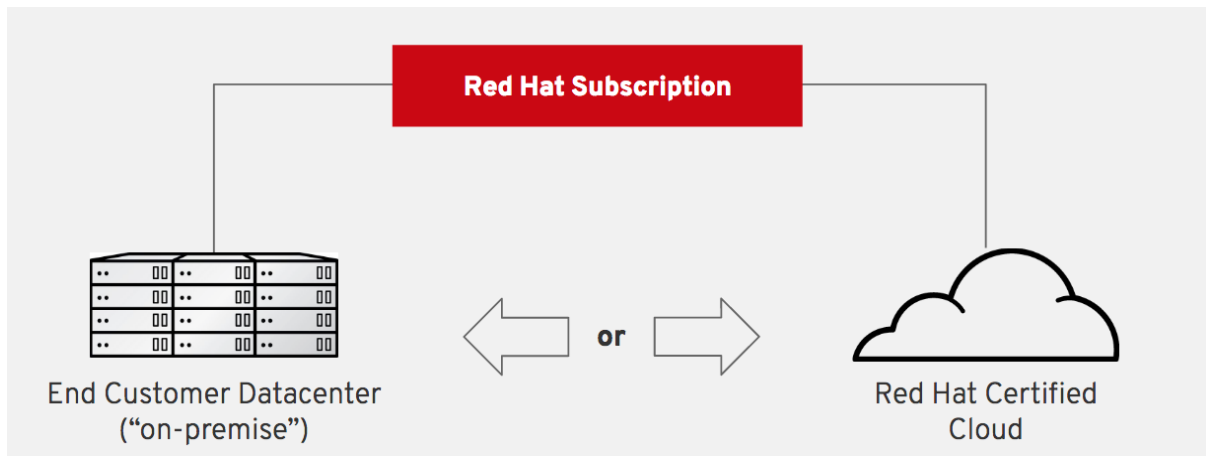 Red Hat Subscription
or
End Customer Datacenter
(“on-premise”)
Red Hat Certified
Cloud